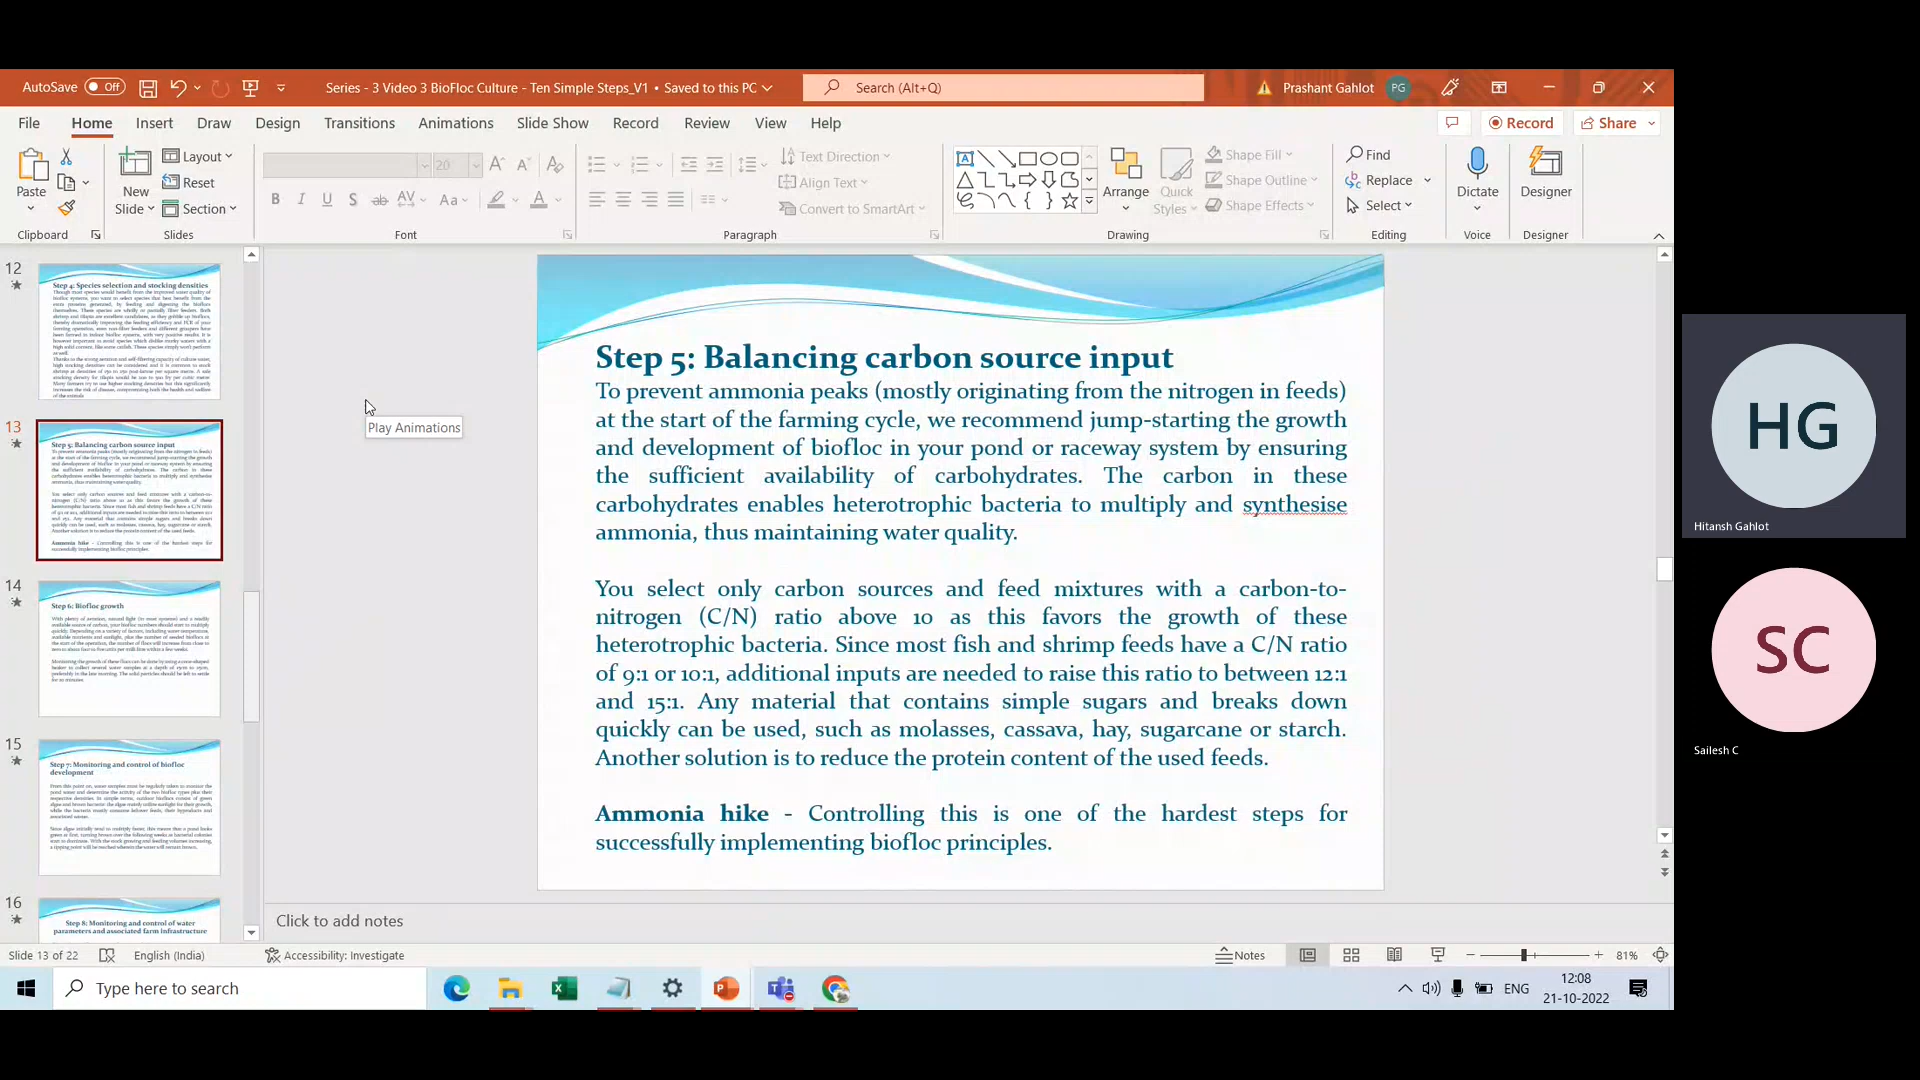 AutoSave Off
Series - 3 Video 3 BioFloc Culture - Ten Simple Steps_V1 • Saved to this PC
Search (Alt+Q)
Prashant Gahlot PG
File Home Insert Draw Design Transitions Animations Slide Show Record Review View Help
Record Share
Paste
New Slide
Layout
Reset
Section
20
B I U S ab AV Aa A
Text Direction
Align Text
Convert to SmartArt
Arrange
Quick Styles
Shape Fill
Shape Outline
Shape Effects
Find
Replace
Select
Dictate
Designer
Clipboard Slides Font Paragraph Drawing Editing Voice Designer
12
Step 4: Species selection and stocking densities
13
Step 5: Balancing carbon source input
14
Step 6: Biofloc growth
15
Step 7: Monitoring and control of biofloc
development
16
Step 8: Monitoring and control of water
parameters and associated farm infrastructure
Play Animations
Step 5: Balancing carbon source input
To prevent ammonia peaks (mostly originating from the nitrogen in feeds)
at the start of the farming cycle, we recommend jump-starting the growth
and development of biofloc in your pond or raceway system by ensuring
the sufficient availability of carbohydrates. The carbon in these
carbohydrates enables heterotrophic bacteria to multiply and synthesise
ammonia, thus maintaining water quality.
You select only carbon sources and feed mixtures with a carbon-to-
nitrogen (C/N) ratio above 10 as this favors the growth of these
heterotrophic bacteria. Since most fish and shrimp feeds have a C/N ratio
of 9:1 or 10:1, additional inputs are needed to raise this ratio to between 12:1
and 15:1. Any material that contains simple sugars and breaks down
quickly can be used, such as molasses, cassava, hay, sugarcane or starch.
Another solution is to reduce the protein content of the used feeds.
Ammonia hike - Controlling this is one of the hardest steps for
successfully implementing biofloc principles.
Click to add notes
Slide 13 of 22 English (India) Accessibility: Investigate Notes 81%
Type here to search
ENG
12:08
21-10-2022
HG
Hitansh Gahlot
SC
Sailesh C